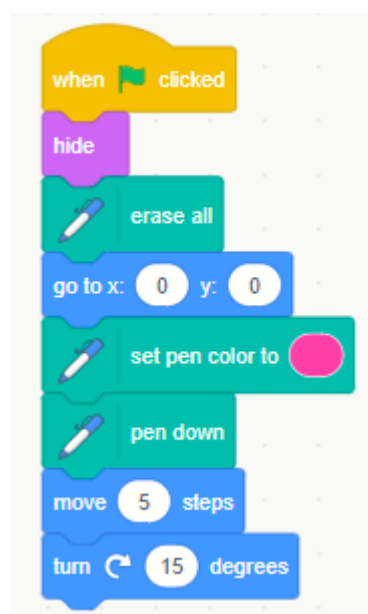 when clicked
hide
erase all
go to x: 0 y: 0
set pen color to
pen down
move 5 steps
turn 15 degrees